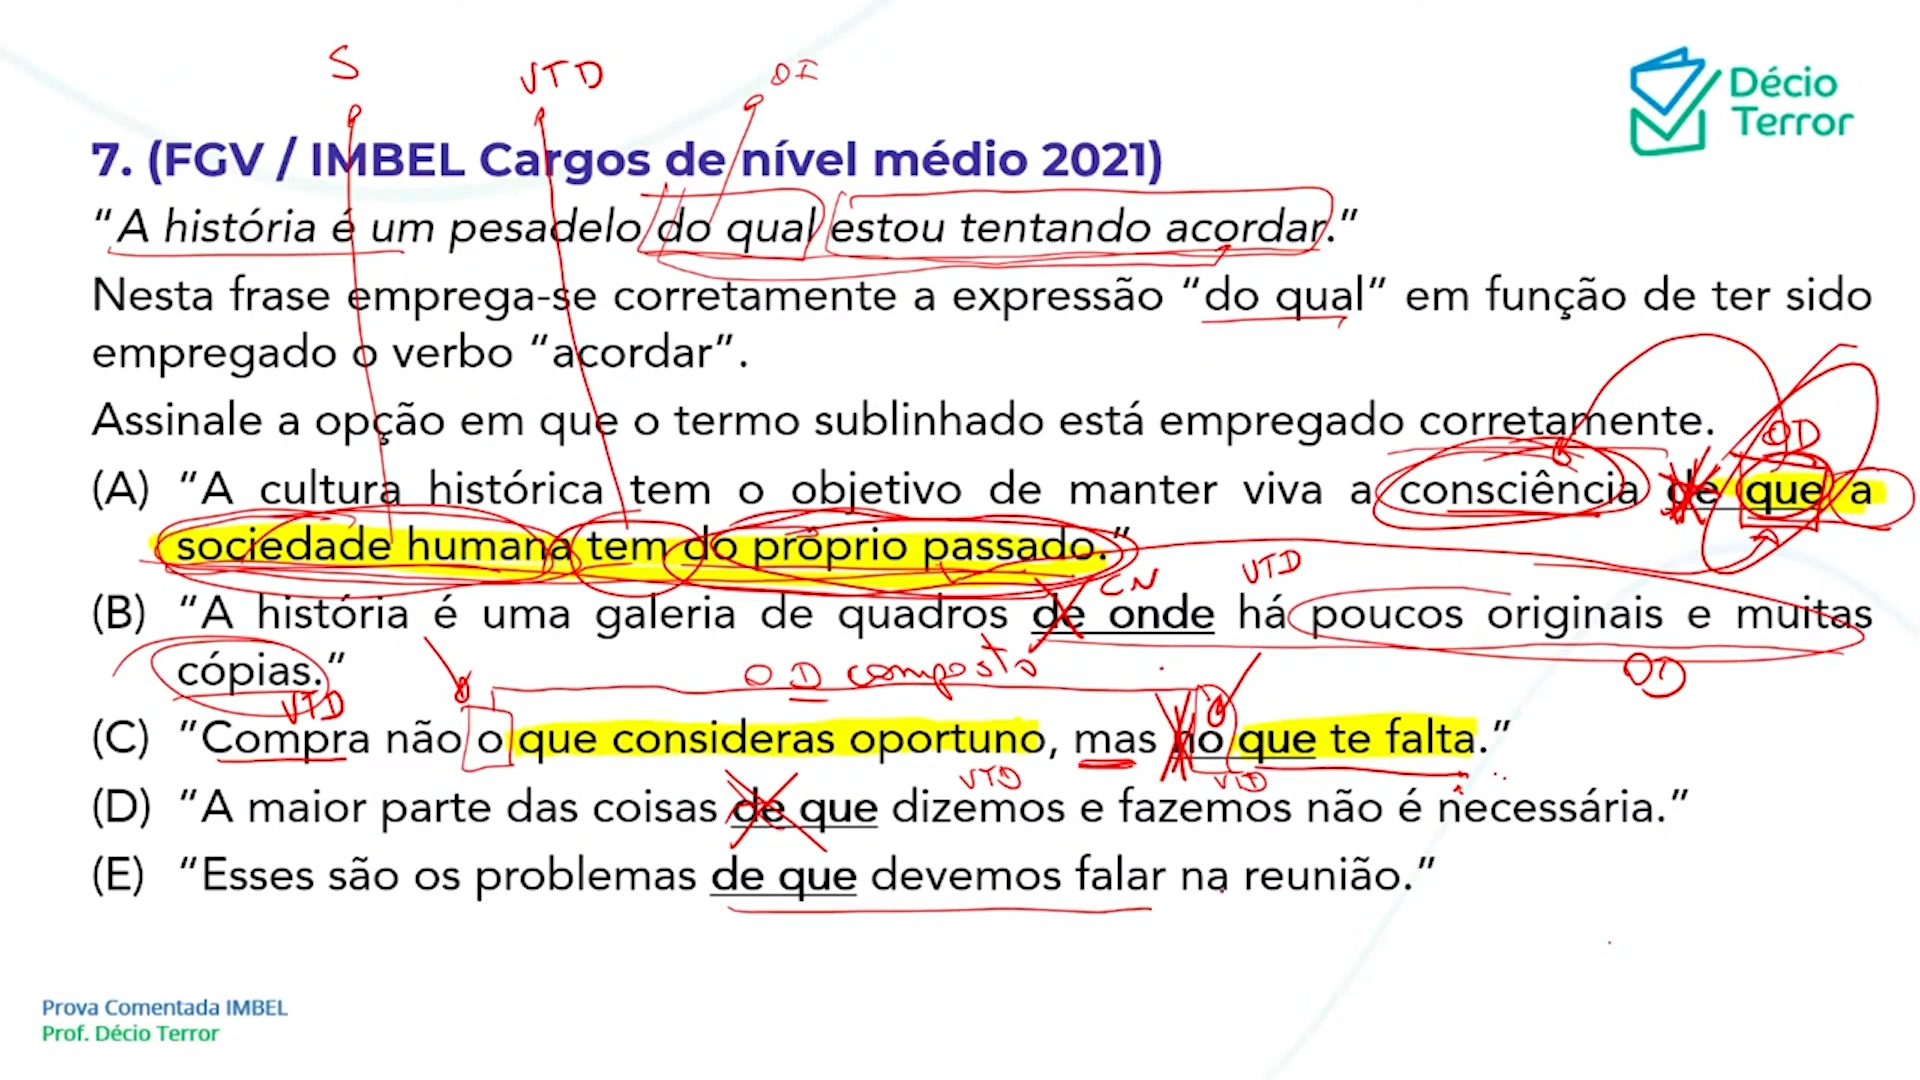 S
VTD
OI
Décio
Terror
7. (FGV / IMBEL Cargos de nível médio 2021)
“A história é um pesadelo do qual estou tentando acordar.”
Nesta frase emprega-se corretamente a expressão “do qual” em função de ter sido
empregado o verbo “acordar”.
Assinale a opção em que o termo sublinhado está empregado corretamente.
OD
(A) “A cultura histórica tem o objetivo de manter viva a consciência de que a
sociedade humana tem do próprio passado.”
CN
VTD
(B) “A história é uma galeria de quadros de onde há poucos originais e muitas
cópias.”
OD composto
OD
VTD
(C) “Compra não o que consideras oportuno, mas no que te falta.”
VTD
VTD
(D) “A maior parte das coisas de que dizemos e fazemos não é necessária.”
(E) “Esses são os problemas de que devemos falar na reunião.”
Prova Comentada IMBEL
Prof. Décio Terror